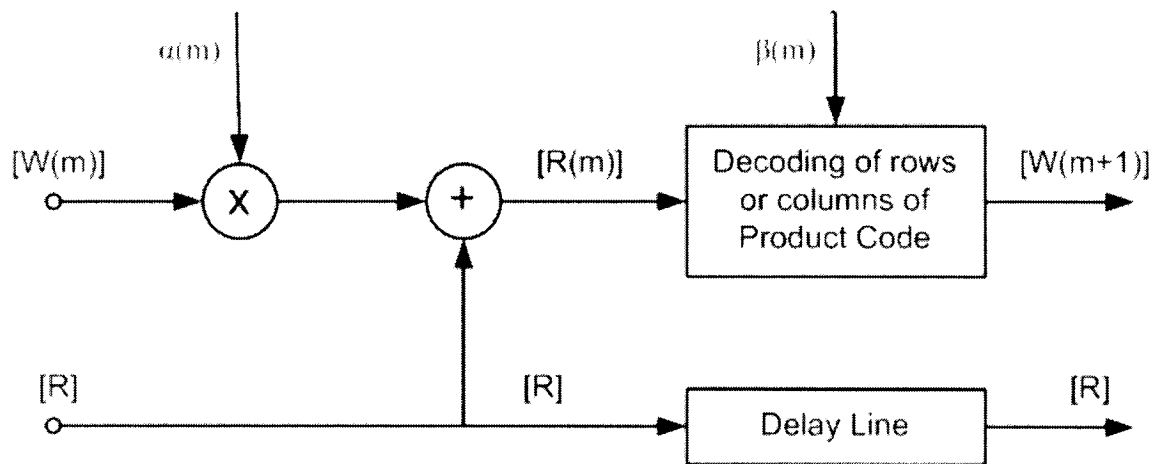 α(m)
β(m)
[W(m)]
X
+
[R(m)]
Decoding of rows
or columns of
Product Code
[W(m+1)]
[R]
[R]
Delay Line
[R]